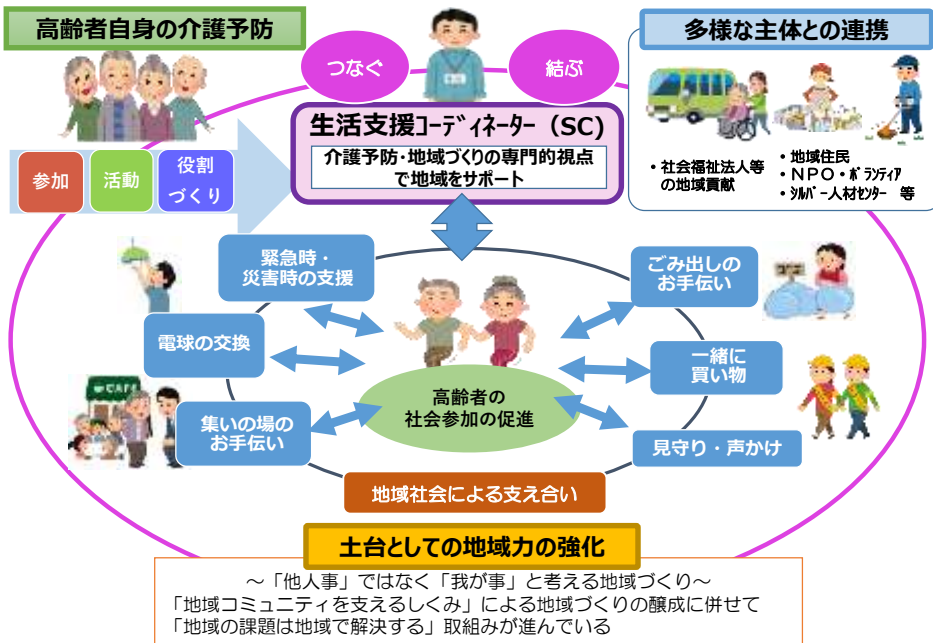 高齢者自身の介護予防
つなぐ
結ぶ
多様な主体との連携
生活支援ｺｰﾃﾞｨﾈｰﾀｰ（SC)
介護予防・地域づくりの専門的視点
で地域をサポート
参加
活動
役割
づくり
・社会福祉法人等
の地域貢献
・地域住民
・ＮＰＯ・ﾎﾞﾗﾝﾃｨｱ
・ｼﾙﾊﾞｰ人材ｾﾝﾀｰ 等
緊急時・
災害時の支援
ごみ出しの
お手伝い
電球の交換
一緒に
買い物
CAFE
集いの場の
お手伝い
高齢者の
社会参加の促進
見守り・声かけ
地域社会による支え合い
土台としての地域力の強化
～「他人事」ではなく「我が事」と考える地域づくり～
「地域コミュニティを支えるしくみ」による地域づくりの醸成に併せて
「地域の課題は地域で解決する」取組みが進んでいる